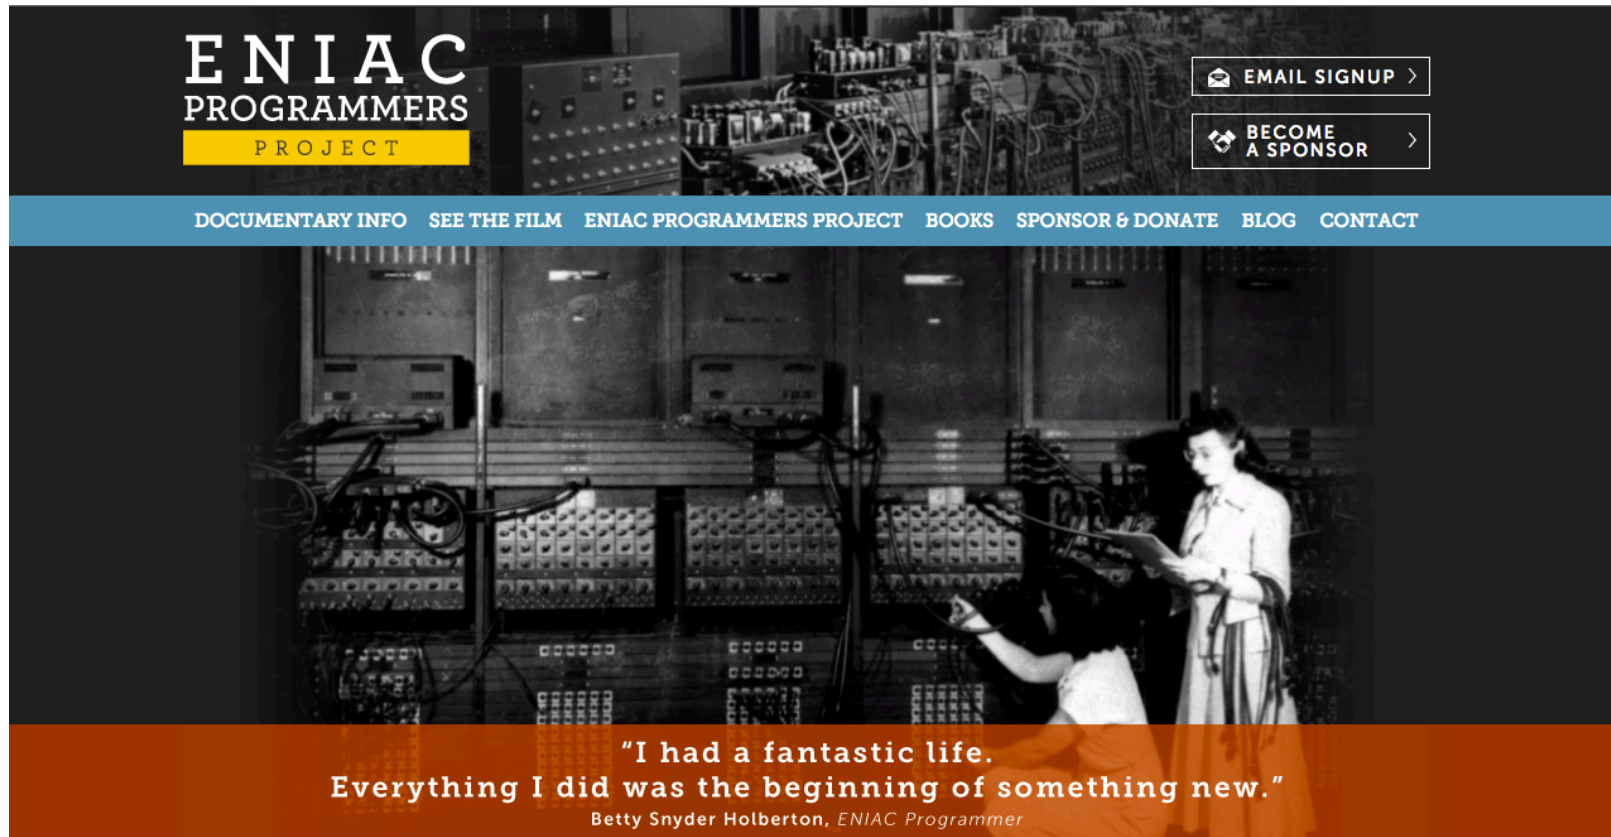 ENIAC
PROGRAMMERS
PROJECT
EMAIL SIGNUP
BECOME
A SPONSOR
DOCUMENTARY INFO SEE THE FILM ENIAC PROGRAMMERS PROJECT BOOKS SPONSOR & DONATE BLOG CONTACT
“I had a fantastic life.
Everything I did was the beginning of something new.”
Betty Snyder Holberton, ENIAC Programmer